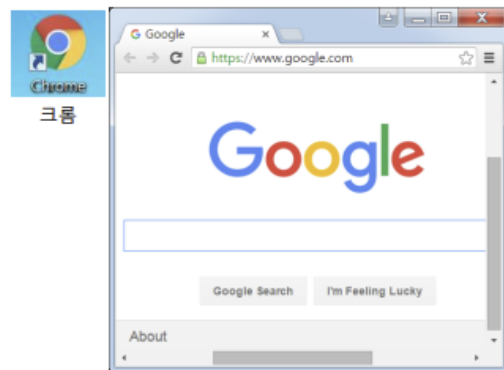 Chrome
크롬
Google
https://www.google.com
Google
Google Search
I'm Feeling Lucky
About